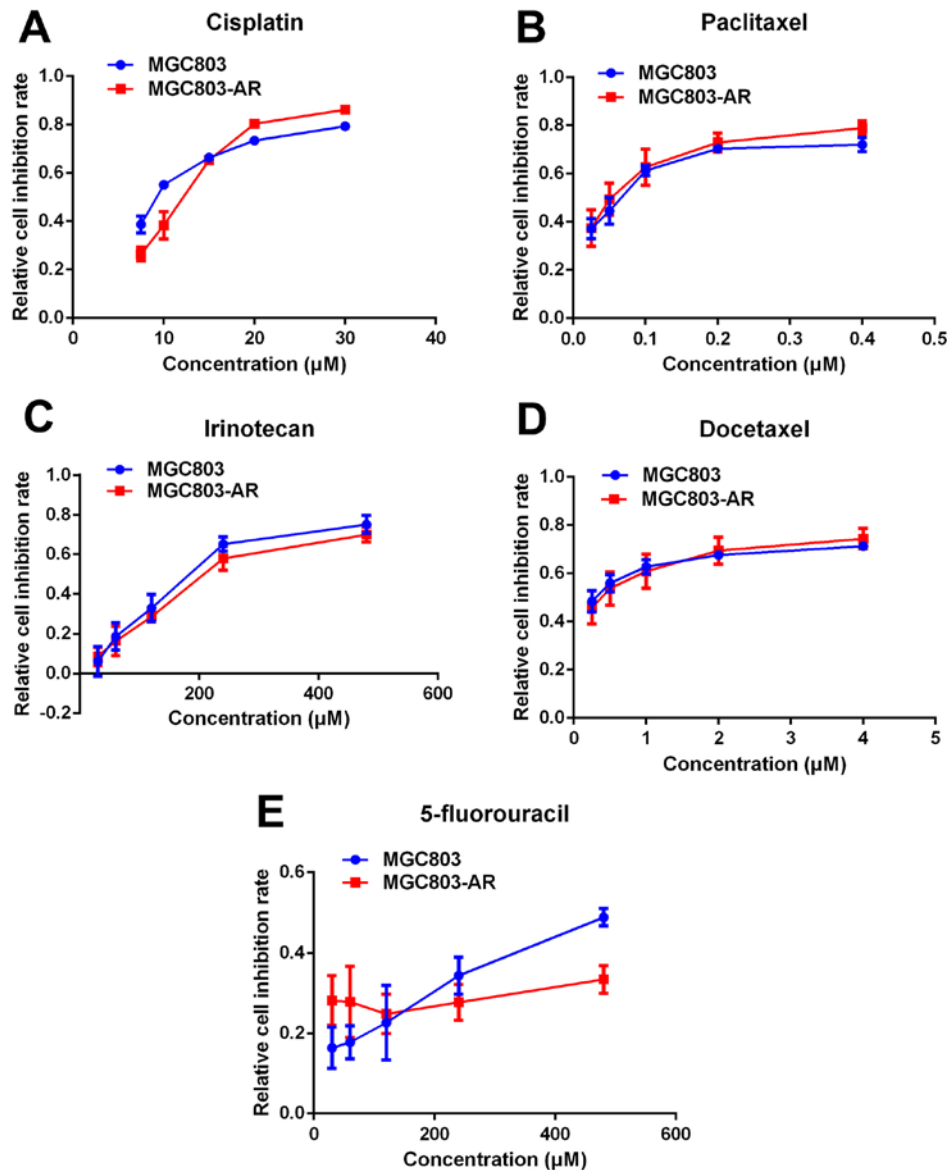 A
Cisplatin
MGC803
MGC803-AR
Relative cell inhibition rate
1.0
0.8
0.6
0.4
0.2
0.0
0 10 20 30 40
Concentration (µM)
B
Paclitaxel
MGC803
MGC803-AR
Relative cell inhibition rate
1.0
0.8
0.6
0.4
0.2
0.0
0.0 0.1 0.2 0.3 0.4 0.5
Concentration (µM)
C
Irinotecan
MGC803
MGC803-AR
Relative cell inhibition rate
1.0
0.8
0.6
0.4
0.2
0.0
-0.2
200 400 600
Concentration (µM)
D
Docetaxel
MGC803
MGC803-AR
Relative cell inhibition rate
1.0
0.8
0.6
0.4
0.2
0.0
0 1 2 3 4 5
Concentration (µM)
E
5-fluorouracil
MGC803
MGC803-AR
Relative cell inhibition rate
0.6
0.4
0.2
0.0
0 200 400 600
Concentration (µM)